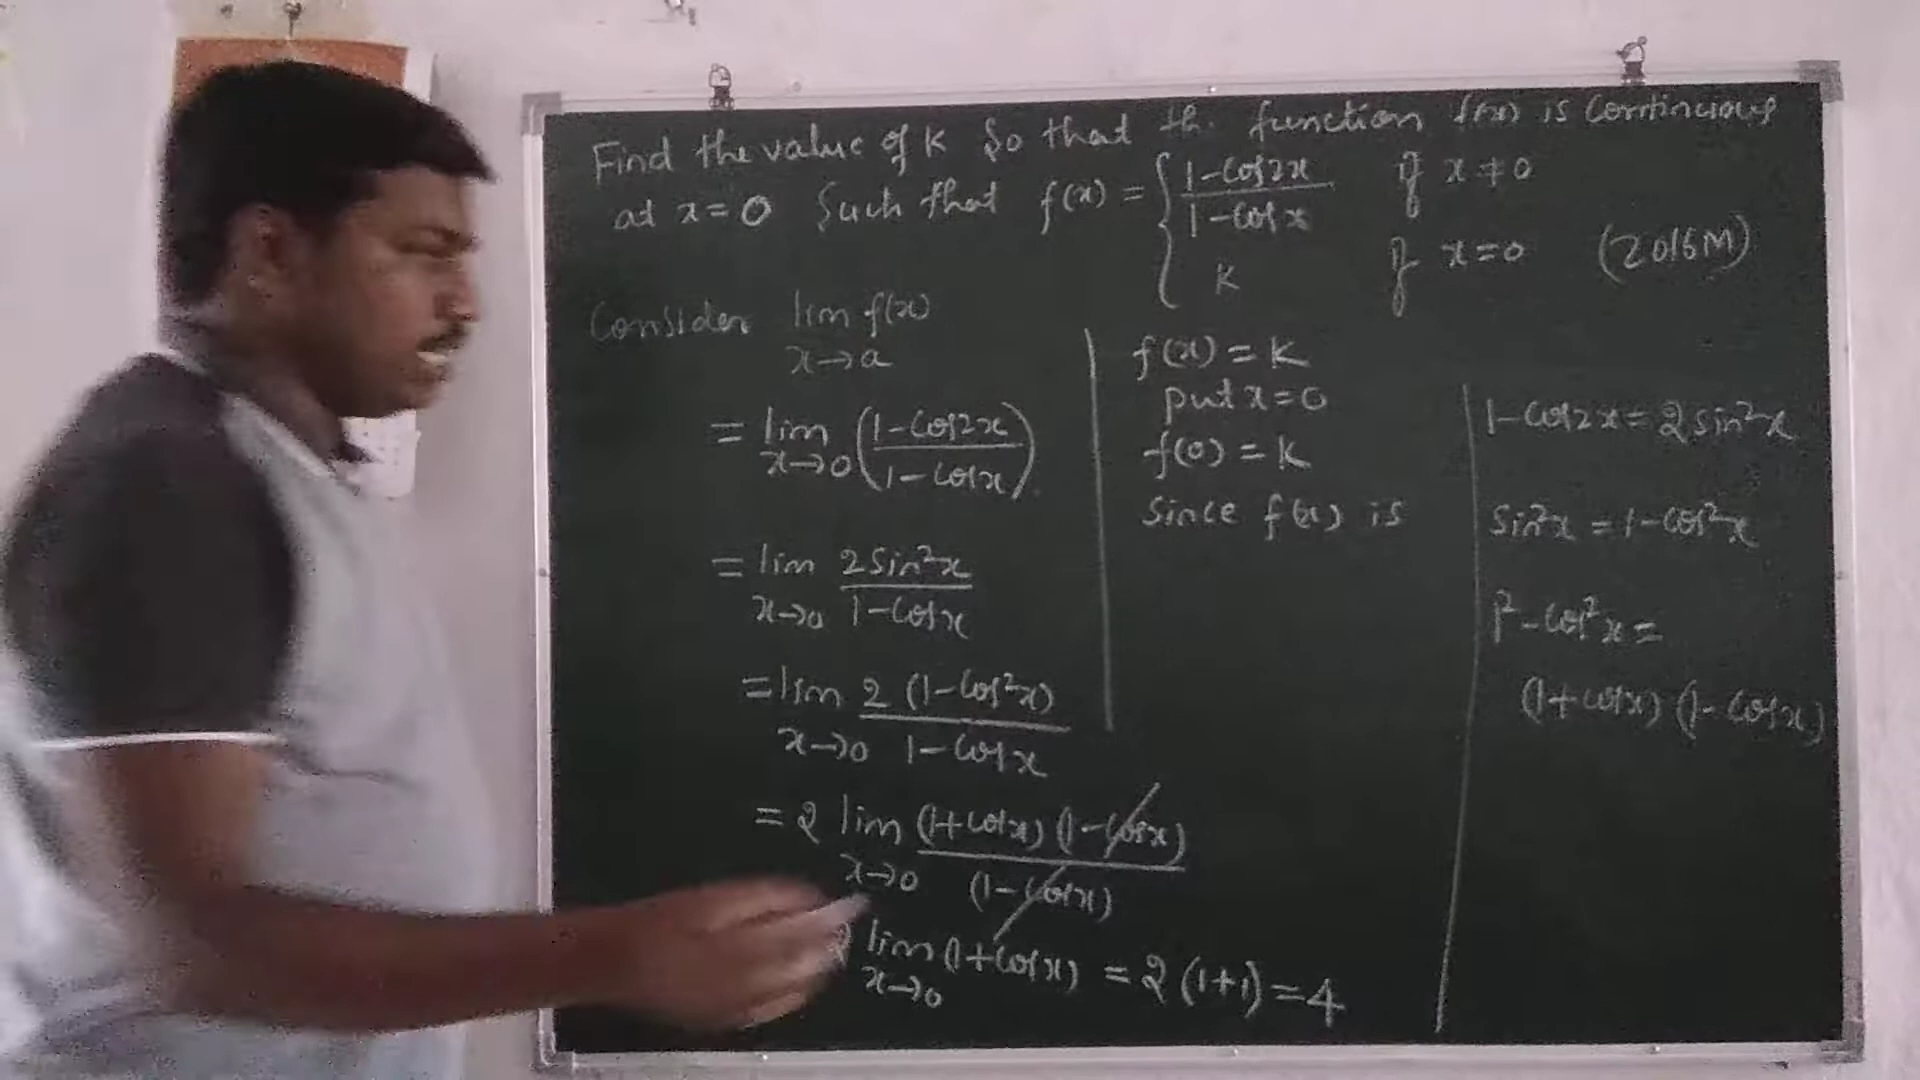 Find the value of K So that th. function f(x) is Continuous
at x=0 Such that f(x) = { 1-Cos2x / 1-Cosx if x≠0
K if x=0 (2016M)
Consider lim f(x)
x→a
= lim x→0 (1-Cos2x / 1-Cosx)
= lim x→0 2Sin²x / 1-Cosx
= lim x→0 2 (1-Cos²x) / 1-Cosx
= 2 lim x→0 (1+Cosx) (1-Cosx) / (1-Cosx)
2 lim x→0 (1+Cosx) = 2 (1+1) = 4
f(x) = K
put x=0
f(0) = K
Since f(x) is
1-Cos2x = 2Sin²x
Sin²x = 1-Cos²x
1²-Cos²x =
(1+Cosx) (1-Cosx)